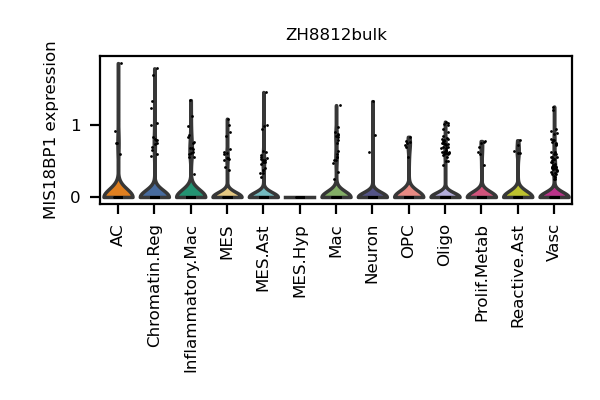 ZH8812bulk
MIS18BP1 expression
1
0
AC
Chromatin.Reg
Inflammatory.Mac
MES
MES.Ast
MES.Hyp
Mac
Neuron
OPC
Oligo
Prolif.Metab
Reactive.Ast
Vasc